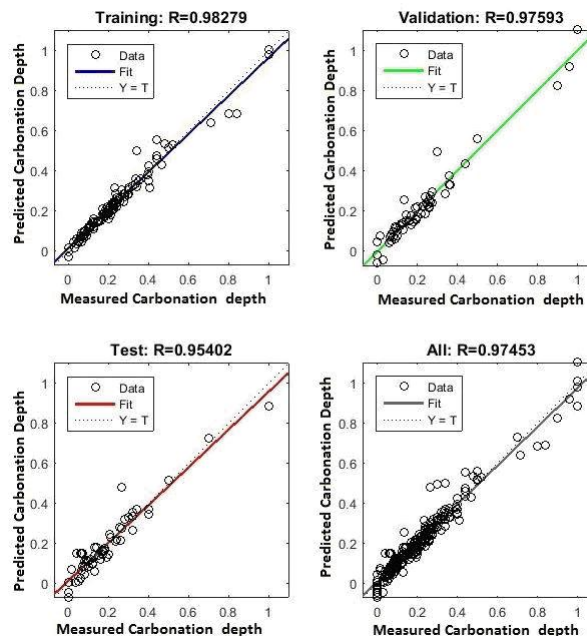 Training: R=0.98279
Predicted Carbonation Depth
1
0.8
0.6
0.4
0.2
0
Data
Fit
Y = T
0 0.2 0.4 0.6 0.8 1
Measured Carbonation depth
Validation: R=0.97593
Predicted Carbonation Depth
1
0.8
0.6
0.4
0.2
0
Data
Fit
Y = T
0 0.2 0.4 0.6 0.8 1
Measured Carbonation depth
Test: R=0.95402
Predicted Carbonation Depth
1
0.8
0.6
0.4
0.2
0
Data
Fit
Y = T
0 0.2 0.4 0.6 0.8 1
Measured Carbonation depth
All: R=0.97453
Predicted Carbonation Depth
1
0.8
0.6
0.4
0.2
0
Data
Fit
Y = T
0 0.2 0.4 0.6 0.8 1
Measured Carbonation depth